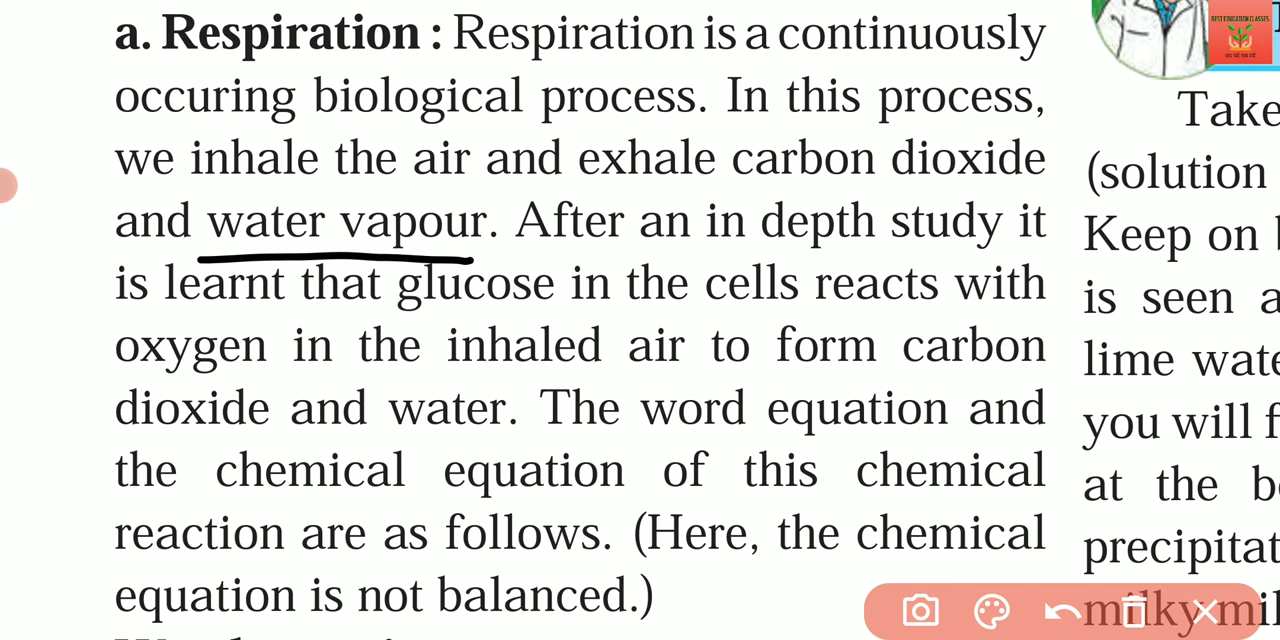 a. Respiration : Respiration is a continuously
occuring biological process. In this process,
we inhale the air and exhale carbon dioxide
and water vapour. After an in depth study it
is learnt that glucose in the cells reacts with
oxygen in the inhaled air to form carbon
dioxide and water. The word equation and
the chemical equation of this chemical
reaction are as follows. (Here, the chemical
equation is not balanced.)
BEST EDUCATION CLASSES
Take
(solution
Keep on
is seen a
lime wate
you will f
at the b
precipitat
milky